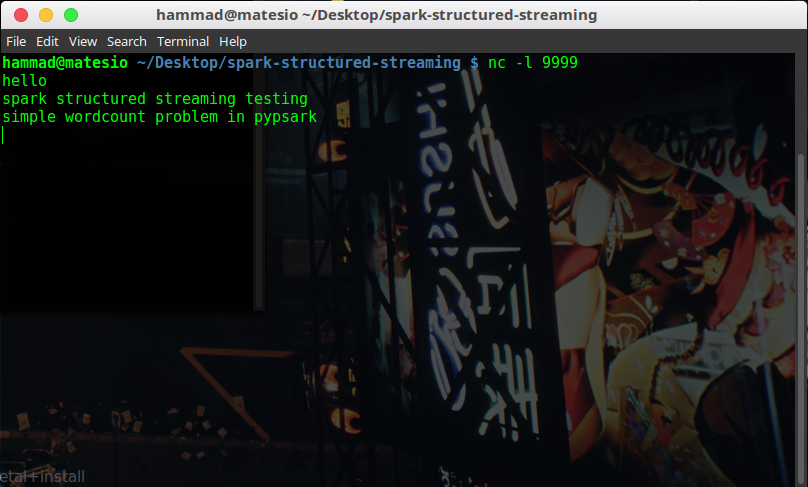 hammad@matesio ~/Desktop/spark-structured-streaming
File Edit View Search Terminal Help
hammad@matesio ~/Desktop/spark-structured-streaming $ nc -l 9999
hello
spark structured streaming testing
simple wordcount problem in pypsark
etal+install